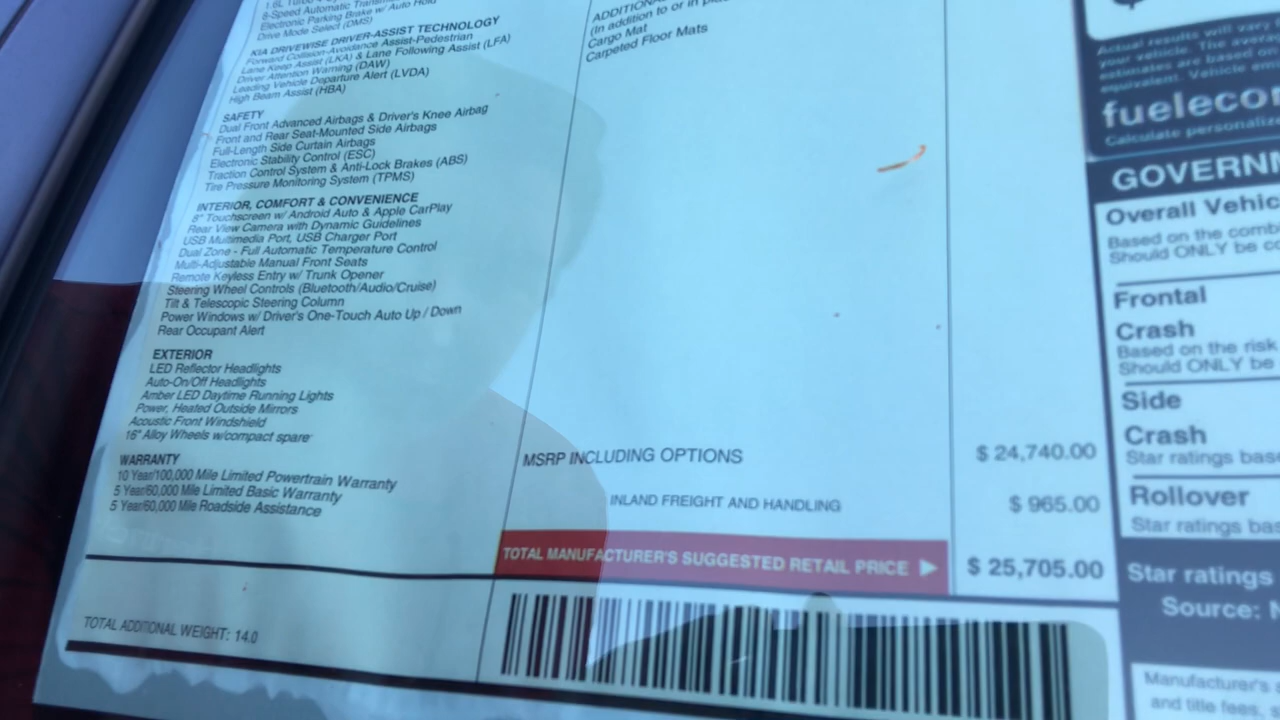 1.6L Turbo
8-Speed Automatic
Electronic Parking Brake w/ Auto Hold
Drive Mode Select (DMS)
KIA DRIVEWISE DRIVER-ASSIST TECHNOLOGY
Forward Collision-Avoidance Assist-Pedestrian
Lane Keep Assist (LKA) & Lane Following Assist (LFA)
Driver Attention Warning (DAW)
Leading Vehicle Departure Alert (LVDA)
High Beam Assist (HBA)
SAFETY
Dual Front Advanced Airbags & Driver's Knee Airbag
Front and Rear Seat-Mounted Side Airbags
Full-Length Side Curtain Airbags
Electronic Stability Control (ESC)
Traction Control System & Anti-Lock Brakes (ABS)
Tire Pressure Monitoring System (TPMS)
INTERIOR, COMFORT & CONVENIENCE
8" Touchscreen w/ Android Auto & Apple CarPlay
Rear View Camera with Dynamic Guidelines
USB Multimedia Port, USB Charger Port
Dual Zone - Full Automatic Temperature Control
Multi-Adjustable Manual Front Seats
Remote Keyless Entry w/ Trunk Opener
Steering Wheel Controls (Bluetooth/Audio/Cruise)
Tilt & Telescopic Steering Column
Power Windows w/ Driver's One-Touch Auto Up / Down
Rear Occupant Alert
EXTERIOR
LED Reflector Headlights
Auto-On/Off Headlights
Amber LED Daytime Running Lights
Power, Heated Outside Mirrors
Acoustic Front Windshield
16" Alloy Wheels w/compact spare
WARRANTY
10 Year/100,000 Mile Limited Powertrain Warranty
5 Year/60,000 Mile Limited Basic Warranty
5 Year/60,000 Mile Roadside Assistance
TOTAL ADDITIONAL WEIGHT: 14.0
(In addition to or in
Cargo Mat
Carpeted Floor Mats
MSRP INCLUDING OPTIONS $ 24,740.00
INLAND FREIGHT AND HANDLING $ 965.00
TOTAL MANUFACTURER'S SUGGESTED RETAIL PRICE $ 25,705.00
Actual results will vary
your vehicle. The
estimates are based on
equivalent. Vehicle
fueleco
Calculate
GOVERN
Overall
Based on the
Should ONLY be
Frontal
Crash
Based on the risk
Should ONLY be
Side
Crash
Star ratings
Rollover
Star ratings
Star ratings
Source:
Manufacturer's
and title fees,